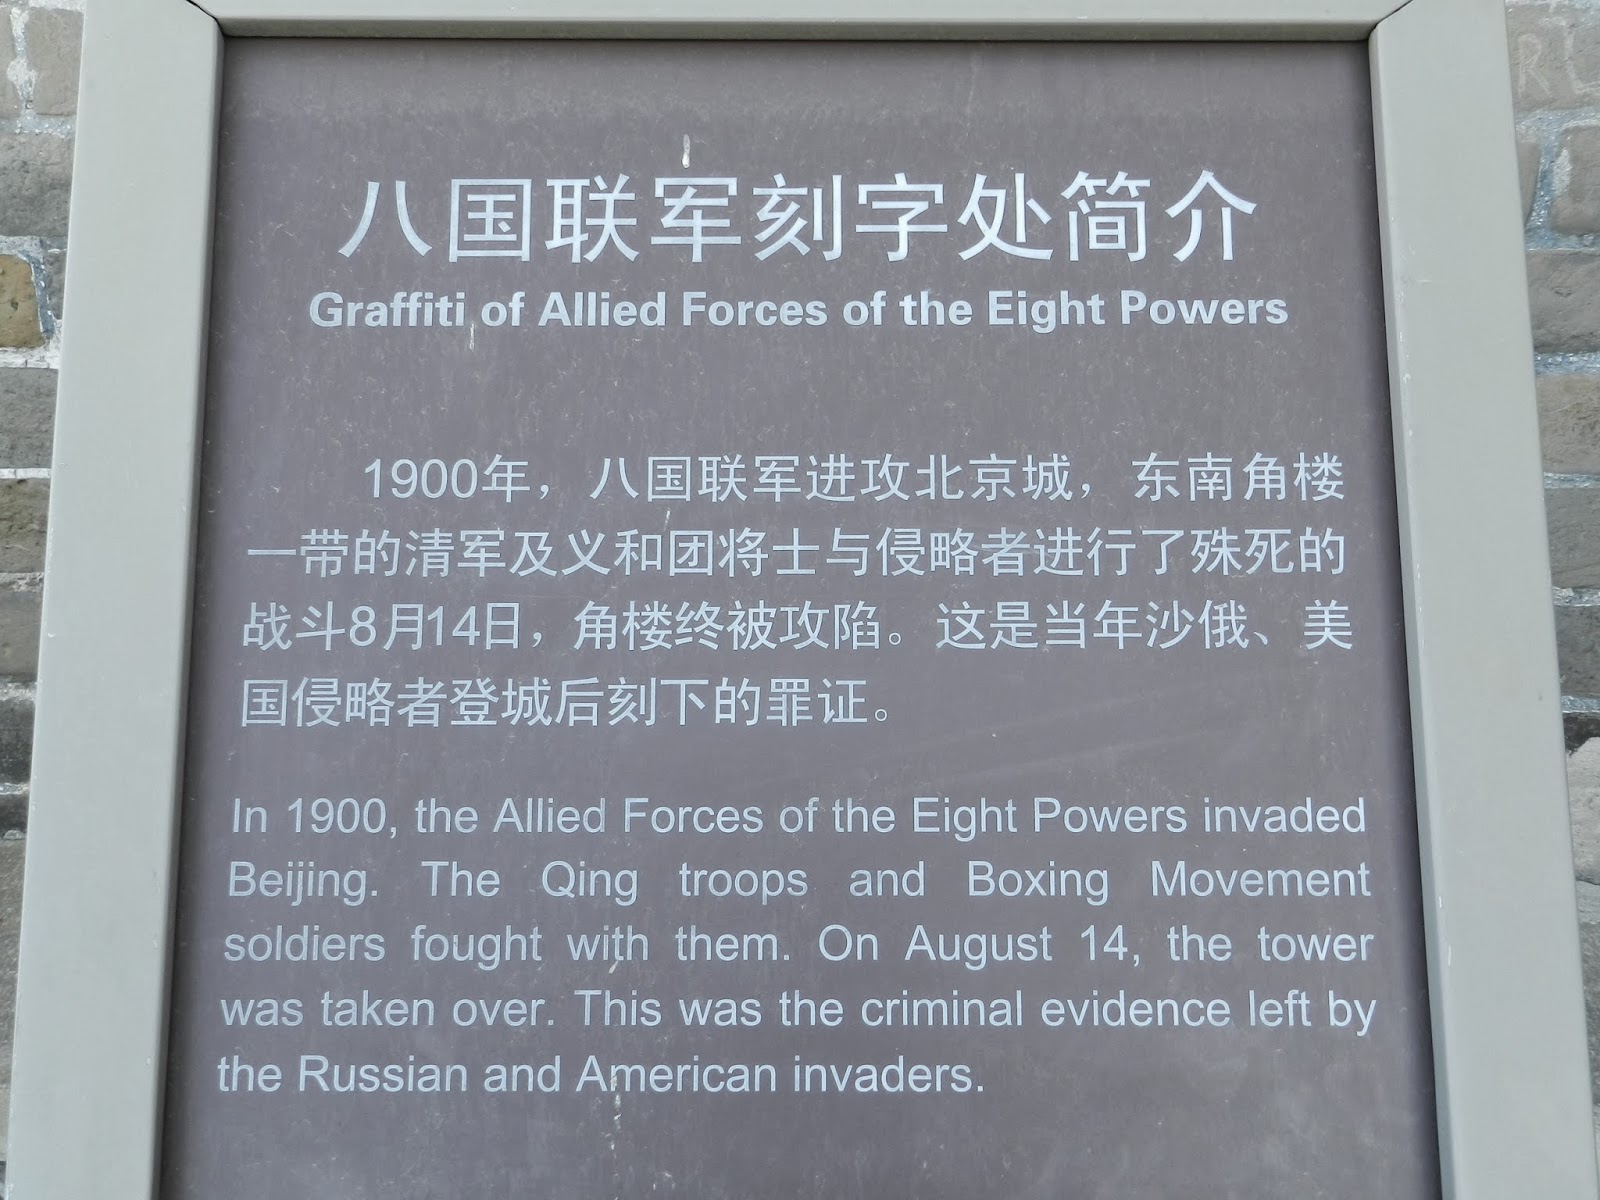 八国联军刻字处简介
Graffiti of Allied Forces of the Eight Powers
1900年，八国联军进攻北京城，东南角楼
一带的清军及义和团将士与侵略者进行了殊死的
战斗8月14日，角楼终被攻陷。这是当年沙俄、美
国侵略者登城后刻下的罪证。
In 1900, the Allied Forces of the Eight Powers invaded
Beijing. The Qing troops and Boxing Movement
soldiers fought with them. On August 14, the tower
was taken over. This was the criminal evidence left by
the Russian and American invaders.